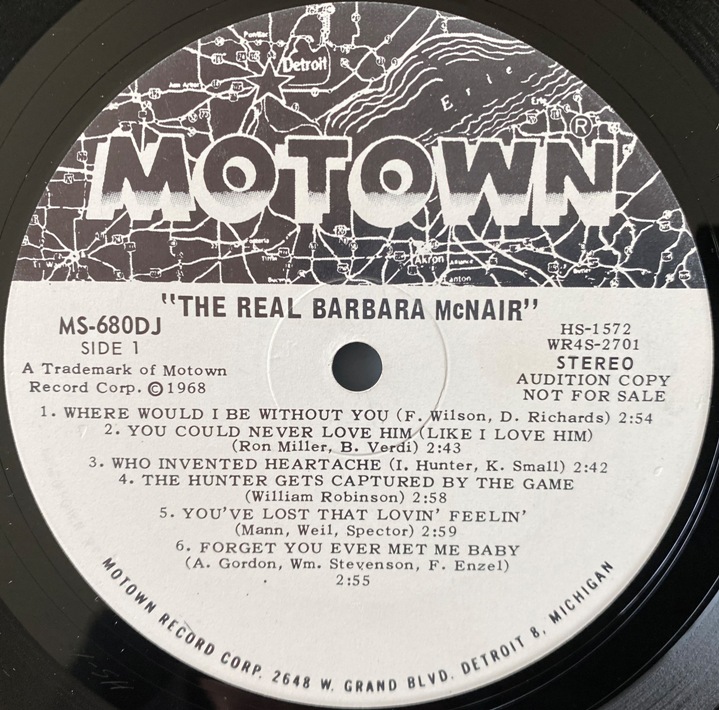 Pontiac
Detroit
Ann Arbor
Erie
Erie
®
MOTOWN
Akron
Canton
"THE REAL BARBARA McNAIR"
MS-680DJ
SIDE 1
A Trademark of Motown
Record Corp. ©1968
HS-1572
WR4S-2701
STEREO
AUDITION COPY
NOT FOR SALE
1. WHERE WOULD I BE WITHOUT YOU (F. Wilson, D. Richards) 2:54
2. YOU COULD NEVER LOVE HIM (LIKE I LOVE HIM)
(Ron Miller, B. Verdi) 2:43
3. WHO INVENTED HEARTACHE (I. Hunter, K. Small) 2:42
4. THE HUNTER GETS CAPTURED BY THE GAME
(William Robinson) 2:58
5. YOU'VE LOST THAT LOVIN' FEELIN'
(Mann, Weil, Spector) 2:59
6. FORGET YOU EVER MET ME BABY
(A. Gordon, Wm. Stevenson, F. Enzel)
2:55
MOTOWN RECORD CORP. 2648 W. GRAND BLVD. DETROIT 8, MICHIGAN